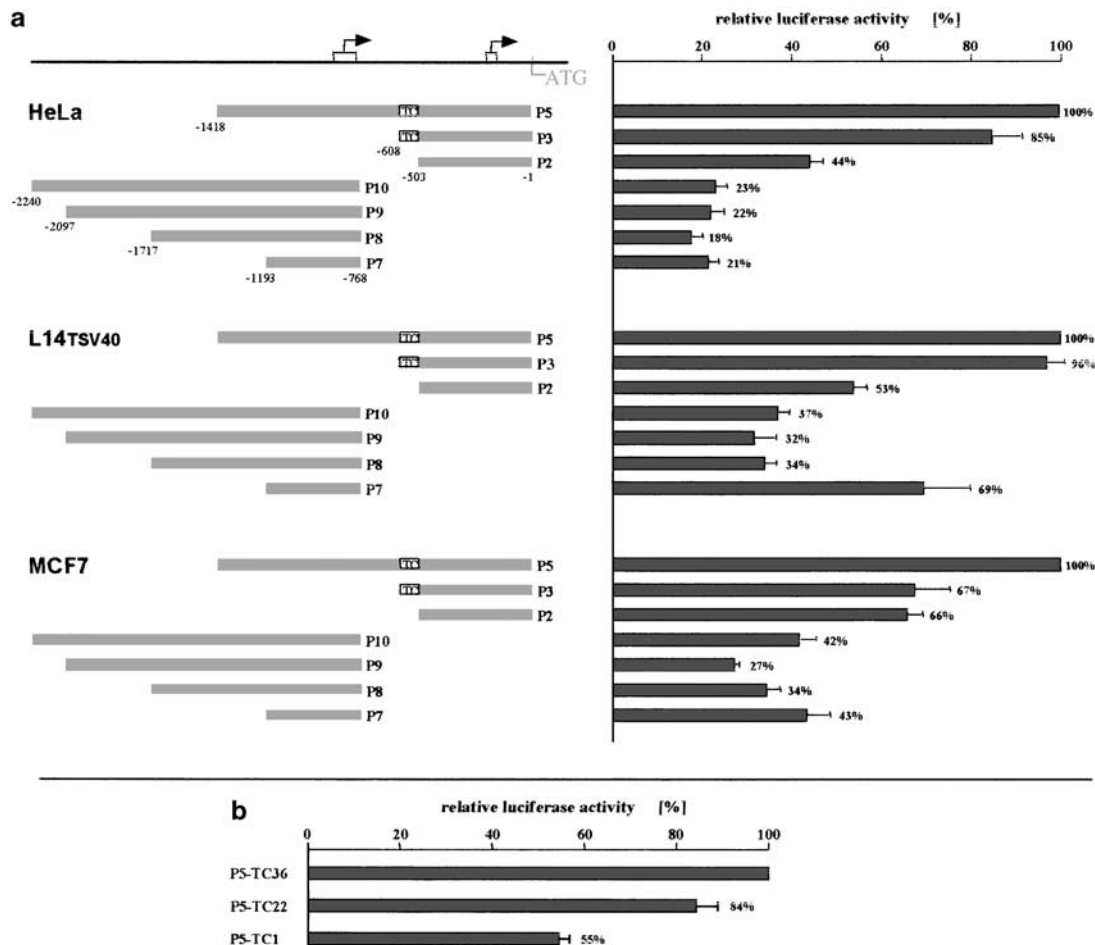 a
relative luciferase activity [%]
0 20 40 60 80 100
ATG
HeLa
TC P5 100%
-1418
TC P3 85%
-608
P2 44%
-503 -1
P10 23%
-2240
P9 22%
-2097
P8 18%
-1717
P7 21%
-1193 -768
L14TSV40
TC P5 100%
TC P3 96%
P2 53%
P10 37%
P9 32%
P8 34%
P7 69%
MCF7
TC P5 100%
TC P3 67%
P2 66%
P10 42%
P9 27%
P8 34%
P7 43%
b
relative luciferase activity [%]
0 20 40 60 80 100
P5-TC36
P5-TC22 84%
P5-TC1 55%